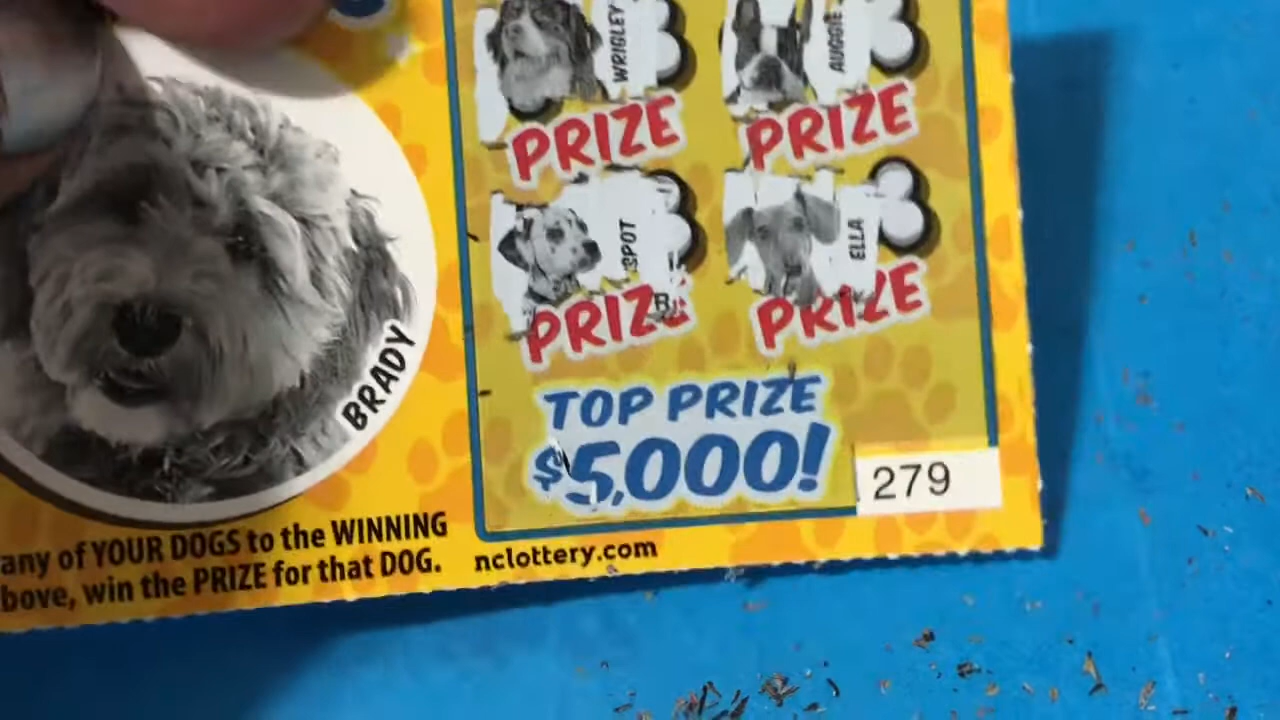 WRIGLEY
AUGGIE
PRIZE PRIZE
SPOT
ELLA
R
PRIZE PRIZE
TOP PRIZE
$5,000!
279
BRADY
any of YOUR DOGS to the WINNING
bove, win the PRIZE for that DOG.
nclottery.com